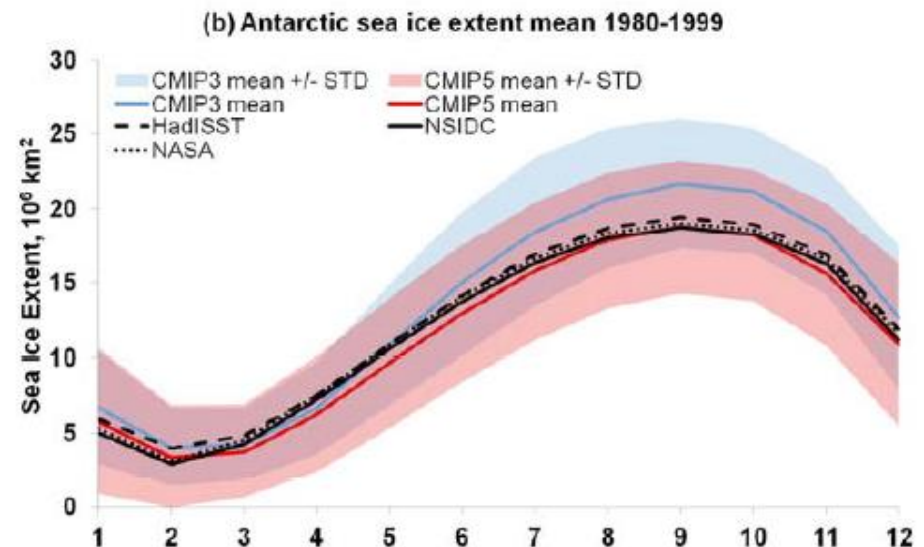 (b) Antarctic sea ice extent mean 1980-1999
30
CMIP3 mean +/- STD CMIP5 mean +/- STD
CMIP3 mean CMIP5 mean
HadISST NSIDC
NASA
25
20
15
10
5
0
Sea Ice Extent, 10⁶ km²
1 2 3 4 5 6 7 8 9 10 11 12